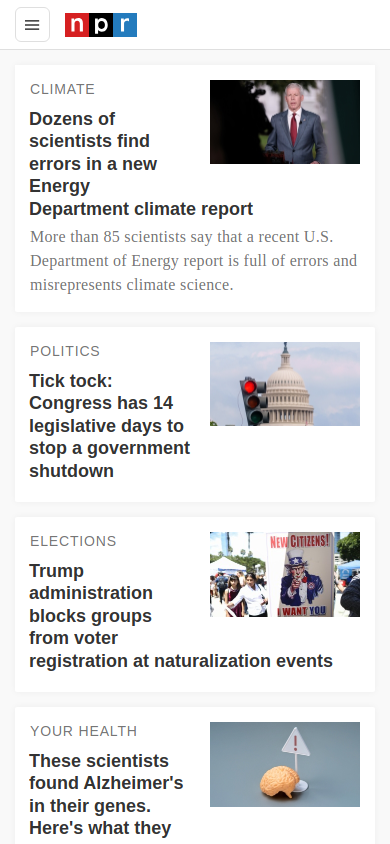 npr
CLIMATE
Dozens of
scientists find
errors in a new
Energy
Department climate report
More than 85 scientists say that a recent U.S.
Department of Energy report is full of errors and
misrepresents climate science.
POLITICS
Tick tock:
Congress has 14
legislative days to
stop a government
shutdown
ELECTIONS
Trump
administration
blocks groups
from voter
registration at naturalization events
NEW CITIZENS!
I WANT YOU
YOUR HEALTH
These scientists
found Alzheimer's
in their genes.
Here's what they